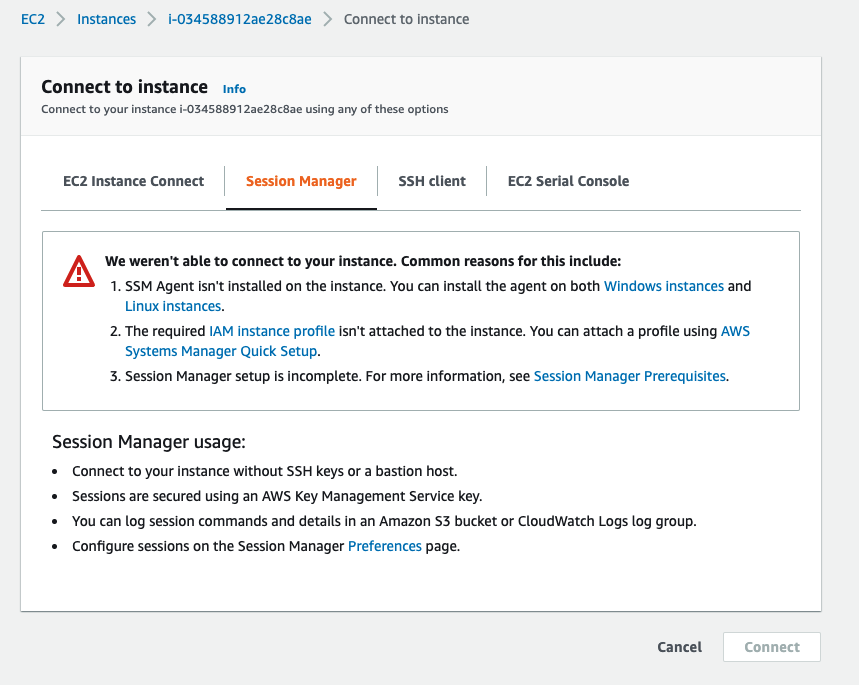 EC2 > Instances > i-034588912ae28c8ae > Connect to instance
Connect to instance Info
Connect to your instance i-034588912ae28c8ae using any of these options
EC2 Instance Connect Session Manager SSH client EC2 Serial Console
We weren't able to connect to your instance. Common reasons for this include:
1. SSM Agent isn't installed on the instance. You can install the agent on both Windows instances and
Linux instances.
2. The required IAM instance profile isn't attached to the instance. You can attach a profile using AWS
Systems Manager Quick Setup.
3. Session Manager setup is incomplete. For more information, see Session Manager Prerequisites.
Session Manager usage:
• Connect to your instance without SSH keys or a bastion host.
• Sessions are secured using an AWS Key Management Service key.
• You can log session commands and details in an Amazon S3 bucket or CloudWatch Logs log group.
• Configure sessions on the Session Manager Preferences page.
Cancel Connect